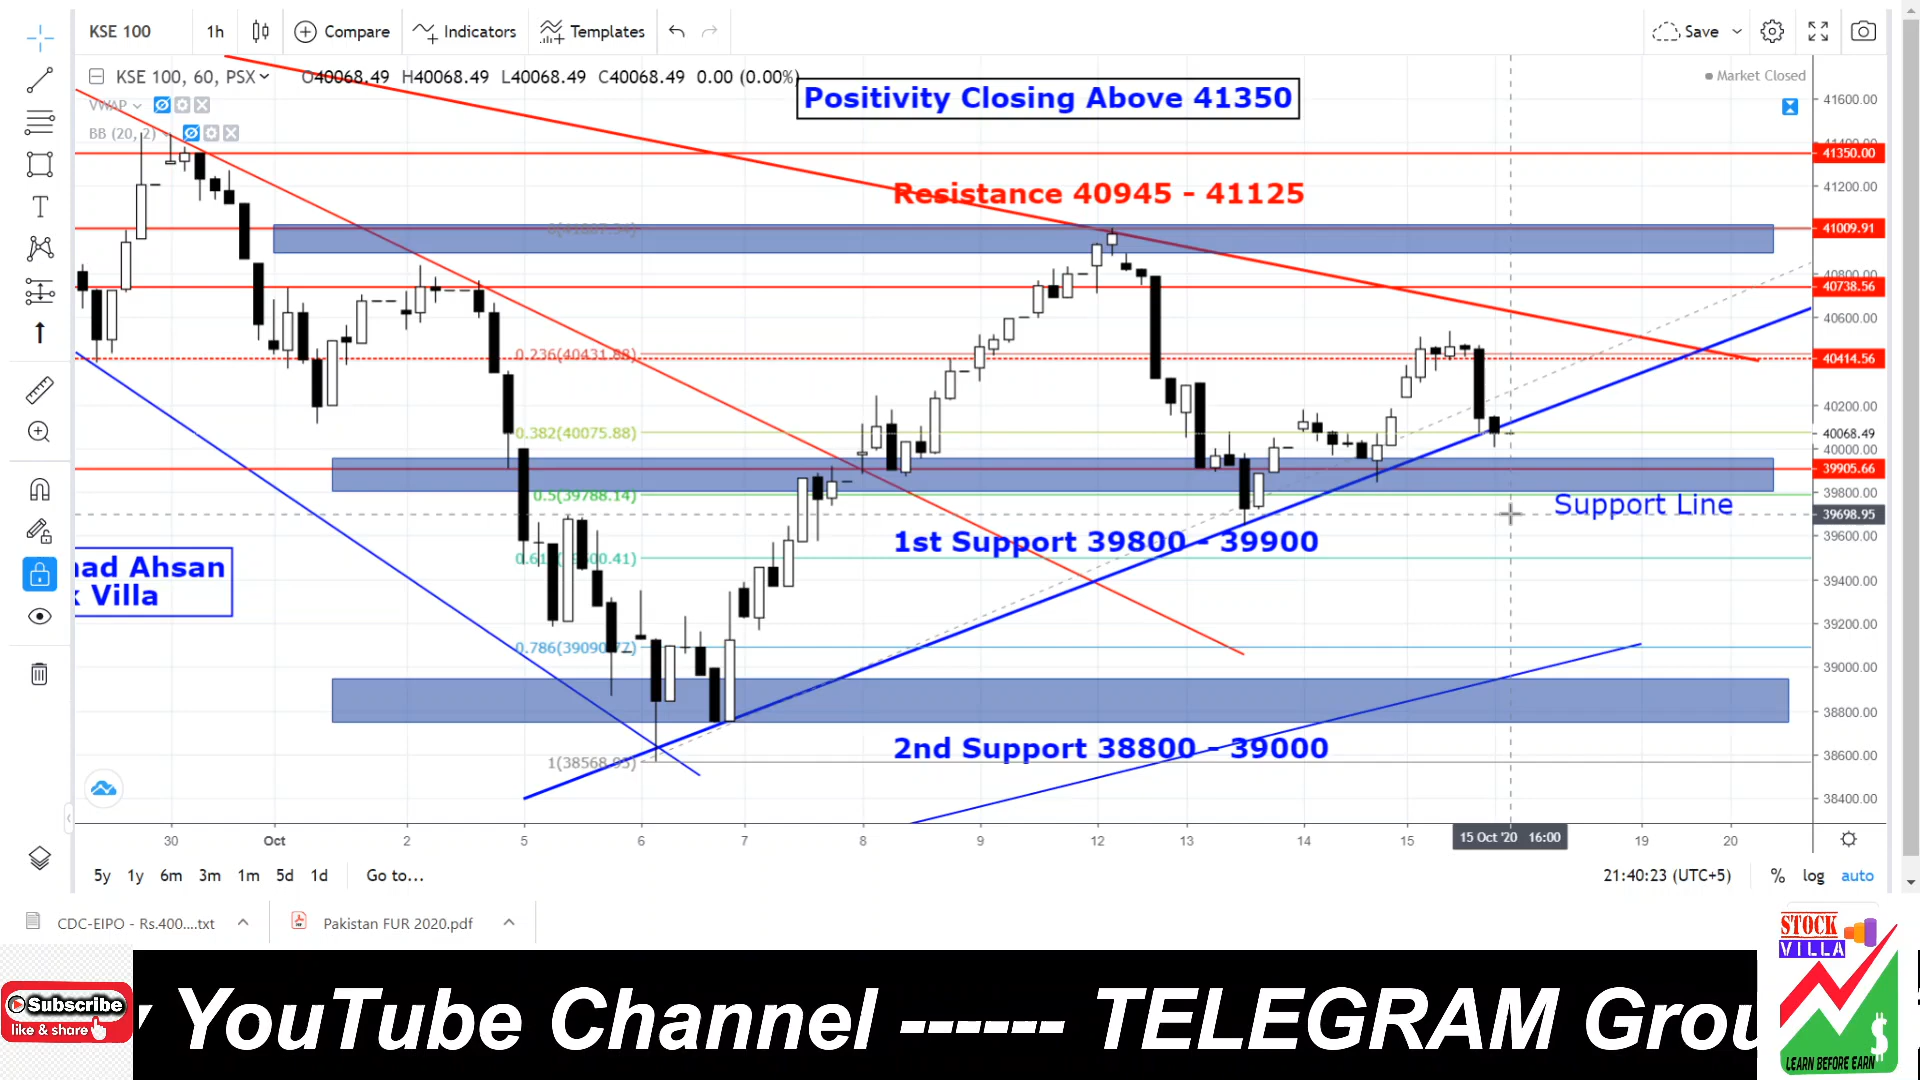 KSE 100 1h Compare Indicators Templates Save
KSE 100, 60, PSX O40068.49 H40068.49 L40068.49 C40068.49 0.00 (0.00%)
Market Closed
VWAP
BB (20, 2)
Positivity Closing Above 41350
41600.00
41350.00
Resistance 40945 - 41125
41200.00
41009.91
40800.00
40738.56
40600.00
0.236(40431.88)
40414.56
40200.00
0.382(40075.88)
40068.49
40000.00
39905.66
0.5(39788.14)
39800.00
Support Line
39698.95
1st Support 39800 - 39900
39600.00
ad Ahsan
Villa
39400.00
39200.00
0.786(39090.77)
39000.00
38800.00
2nd Support 38800 - 39000
1(38568.95)
38600.00
38400.00
30 Oct 2 5 6 7 8 9 12 13 14 15 15 Oct '20 16:00 19 20
5y 1y 6m 3m 1m 5d 1d Go to... 21:40:23 (UTC+5) % log auto
CDC-EIPO - Rs.400....txt Pakistan FUR 2020.pdf
STOCK
VILLA
Subscribe
like & share
YouTube Channel ------ TELEGRAM Grou
$
LEARN BEFORE EARN